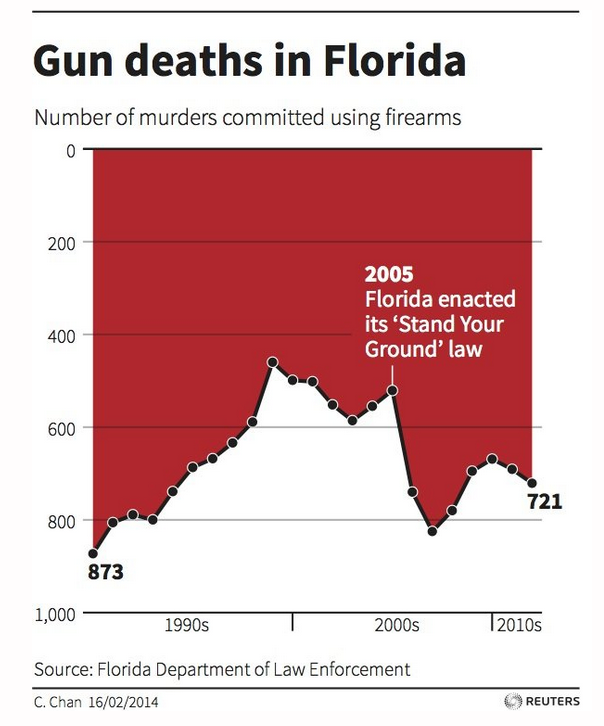 Gun deaths in Florida
Number of murders committed using firearms
0
200
400
600
800
1,000
2005
Florida enacted
its ‘Stand Your
Ground’ law
873
721
1990s
2000s
2010s
Source: Florida Department of Law Enforcement
C. Chan 16/02/2014
REUTERS